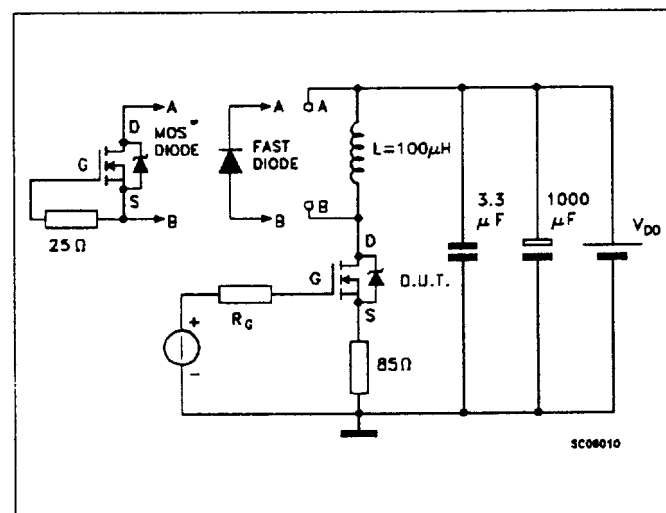 A
A
A
D
MOS
DIODE
G
FAST
DIODE
L=100µH
S
B
B
B
25Ω
3.3
µF
1000
µF
V_DD
D
G
D.U.T.
S
R_G
+
-
85Ω
SC06010